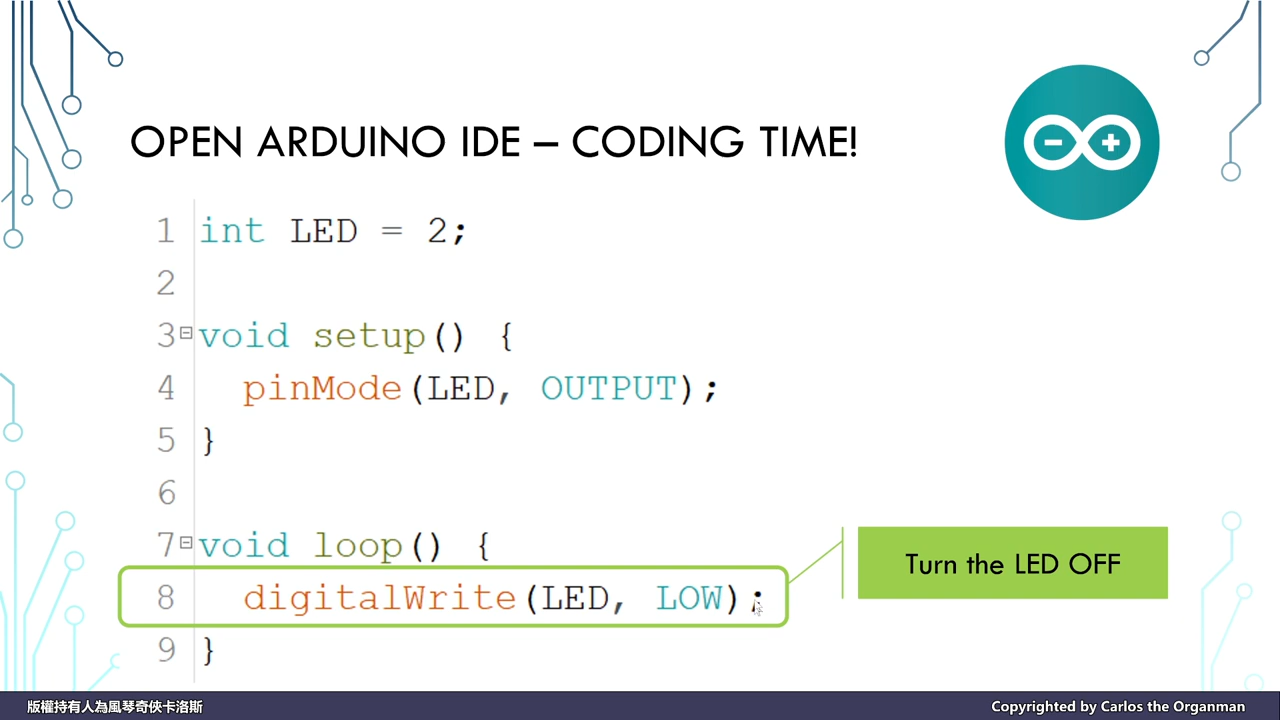 OPEN ARDUINO IDE – CODING TIME!
1 int LED = 2;
2
3 void setup() {
4 pinMode(LED, OUTPUT);
5 }
6
7 void loop() {
8 digitalWrite(LED, LOW);
9 }
Turn the LED OFF
版權持有人為風琴奇俠卡洛斯
Copyrighted by Carlos the Organman